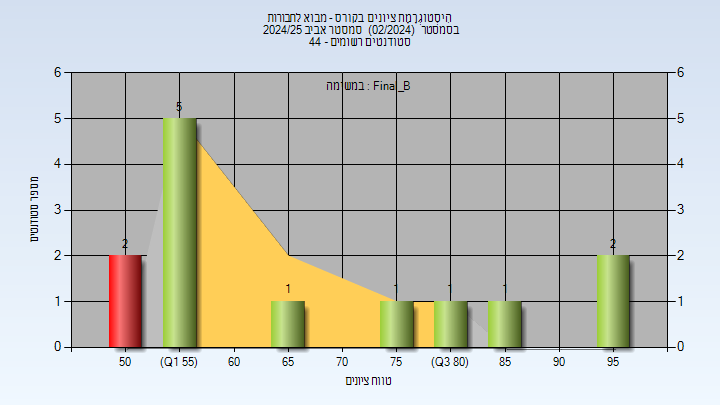 היסטוגרמת ציונים בקורס - מבוא לחבורות
בסמסטר (02/2024) סמסטר אביב 2024/25
סטודנטים רשומים - 44
במשימה : Final_B
מספר סטודנטים
6 6
5 5
4 4
3 3
2 2
1 1
0 0
2 5 1 1 1 1 2
50 (Q1 55) 60 65 70 75 (Q3 80) 85 90 95
טווח ציונים